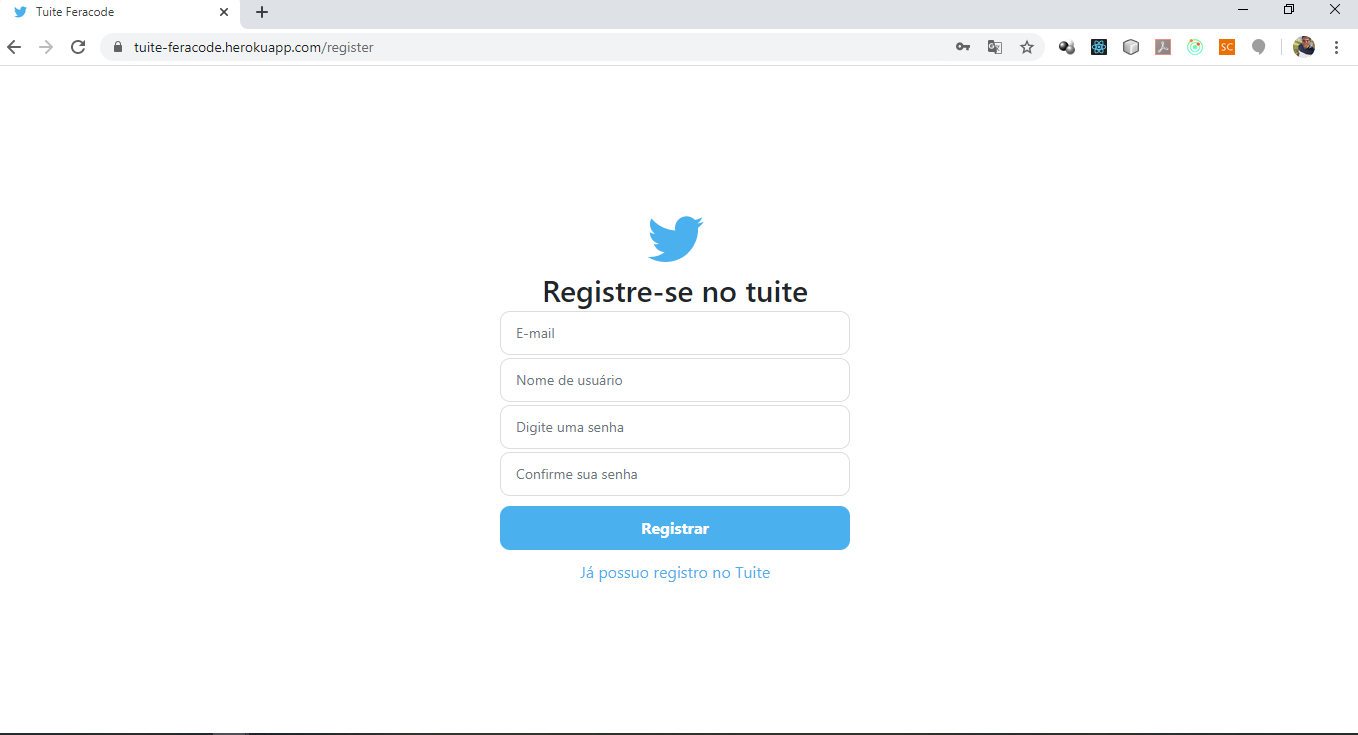 Tuite Feracode
tuite-feracode.herokuapp.com/register
SC
Registre-se no tuite
E-mail
Nome de usuário
Digite uma senha
Confirme sua senha
Registrar
Já possuo registro no Tuite